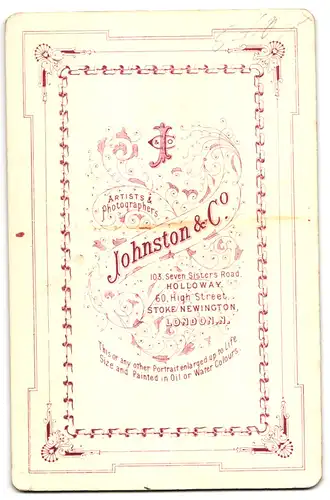 J & C
ARTISTS &
Photographers
Johnston & Co
103, Seven Sisters Road,
HOLLOWAY,
60, High Street,
STOKE NEWINGTON,
LONDON, N.
This or any other Portrait enlarged up to LIFE
Size and Painted in Oil or Water Colours.